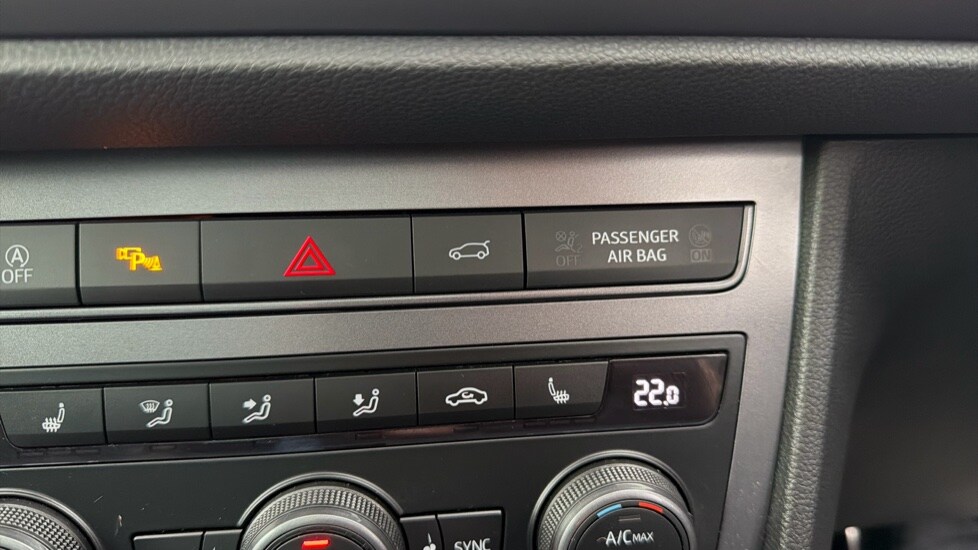 A
OFF
P
OFF
PASSENGER
AIR BAG
ON
22.0
SYNC
A/C MAX